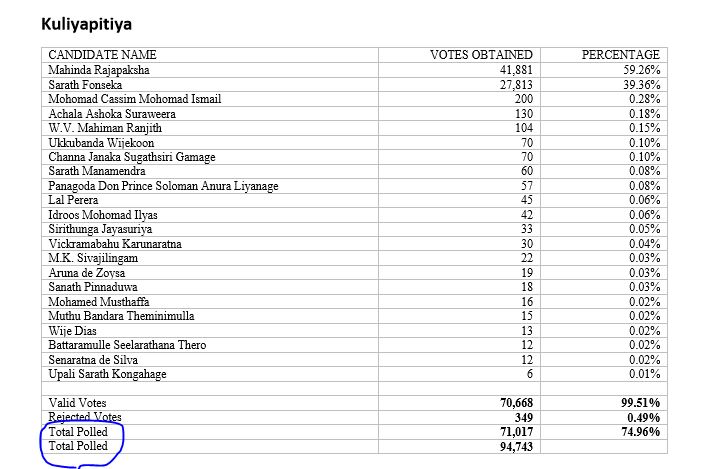 Kuliyapitiya
CANDIDATE NAME VOTES OBTAINED PERCENTAGE
Mahinda Rajapaksha 41,881 59.26%
Sarath Fonseka 27,813 39.36%
Mohomad Cassim Mohomad Ismail 200 0.28%
Achala Ashoka Suraweera 130 0.18%
W.V. Mahiman Ranjith 104 0.15%
Ukkubanda Wijekoon 70 0.10%
Channa Janaka Sugathsiri Gamage 70 0.10%
Sarath Manamendra 60 0.08%
Panagoda Don Prince Soloman Anura Liyanage 57 0.08%
Lal Perera 45 0.06%
Idroos Mohomad Ilyas 42 0.06%
Sirithunga Jayasuriya 33 0.05%
Vickramabahu Karunaratna 30 0.04%
M.K. Sivajilingam 22 0.03%
Aruna de Zoysa 19 0.03%
Sanath Pinnaduwa 18 0.03%
Mohamed Musthaffa 16 0.02%
Muthu Bandara Theminimulla 15 0.02%
Wije Dias 13 0.02%
Battaramulle Seelarathana Thero 12 0.02%
Senaratna de Silva 12 0.02%
Upali Sarath Kongahage 6 0.01%
Valid Votes 70,668 99.51%
Rejected Votes 349 0.49%
Total Polled 71,017 74.96%
Total Polled 94,743